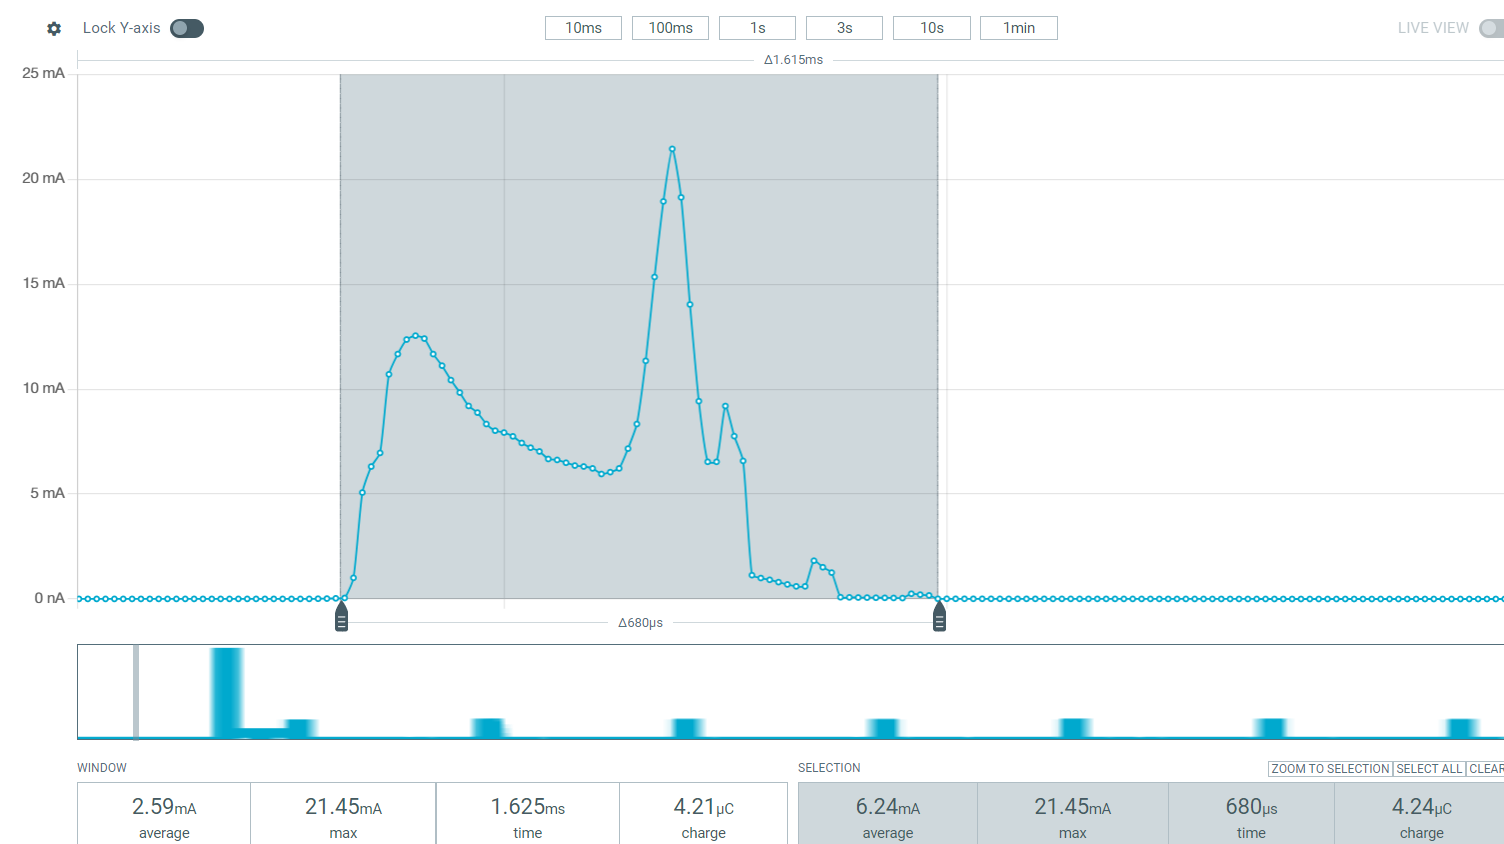 Lock Y-axis 10ms 100ms 1s 3s 10s 1min LIVE VIEW
Δ1.615ms
25 mA
20 mA
15 mA
10 mA
5 mA
0 nA
Δ680µs
WINDOW SELECTION ZOOM TO SELECTION SELECT ALL CLEAR
2.59mA 21.45mA 1.625ms 4.21µC 6.24mA 21.45mA 680µs 4.24µC
average max time charge average max time charge